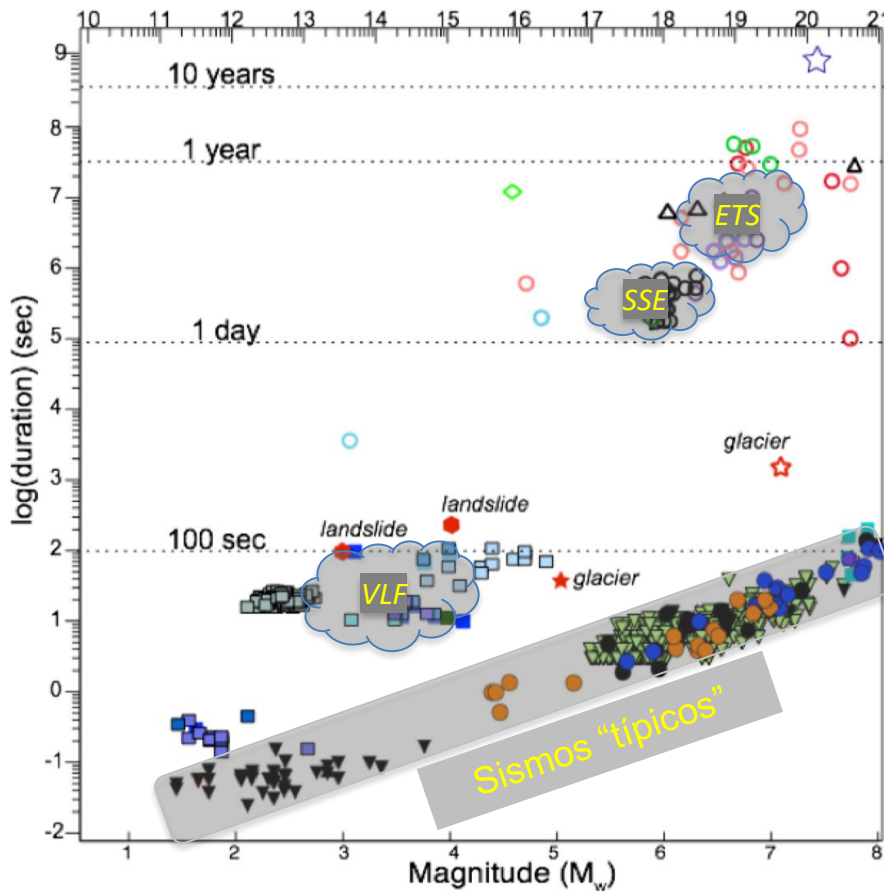 10 11 12 13 14 15 16 17 18 19 20 21
9
10 years
8
1 year
7
ETS
6
SSE
5
1 day
4
glacier
3
landslide
landslide
2
100 sec
glacier
VLF
1
0
-1
Sismos “típicos”
-2
log(duration) (sec)
1 2 3 4 5 6 7 8
Magnitude (Mw)